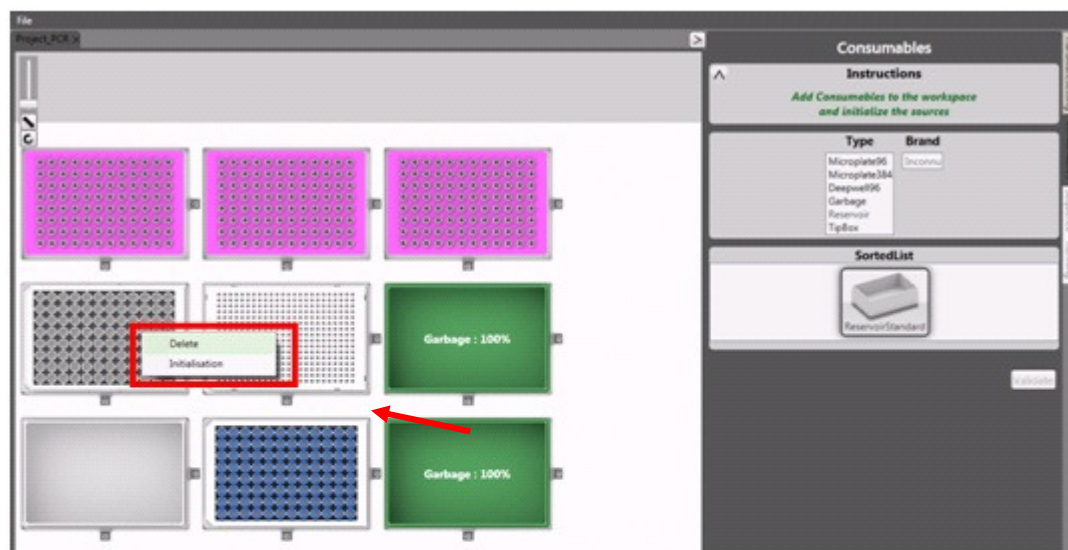 File
Project_PCR
Consumables
Instructions
Add Consumables to the workspace
and initialize the sources
Type Brand
Microplate96 Inconnu
Microplate384
Deepwell96
Garbage
Reservoir
TipBox
SortedList
ReservoirStandard
Delete
Initialisation
Garbage : 100%
Validate
Garbage : 100%